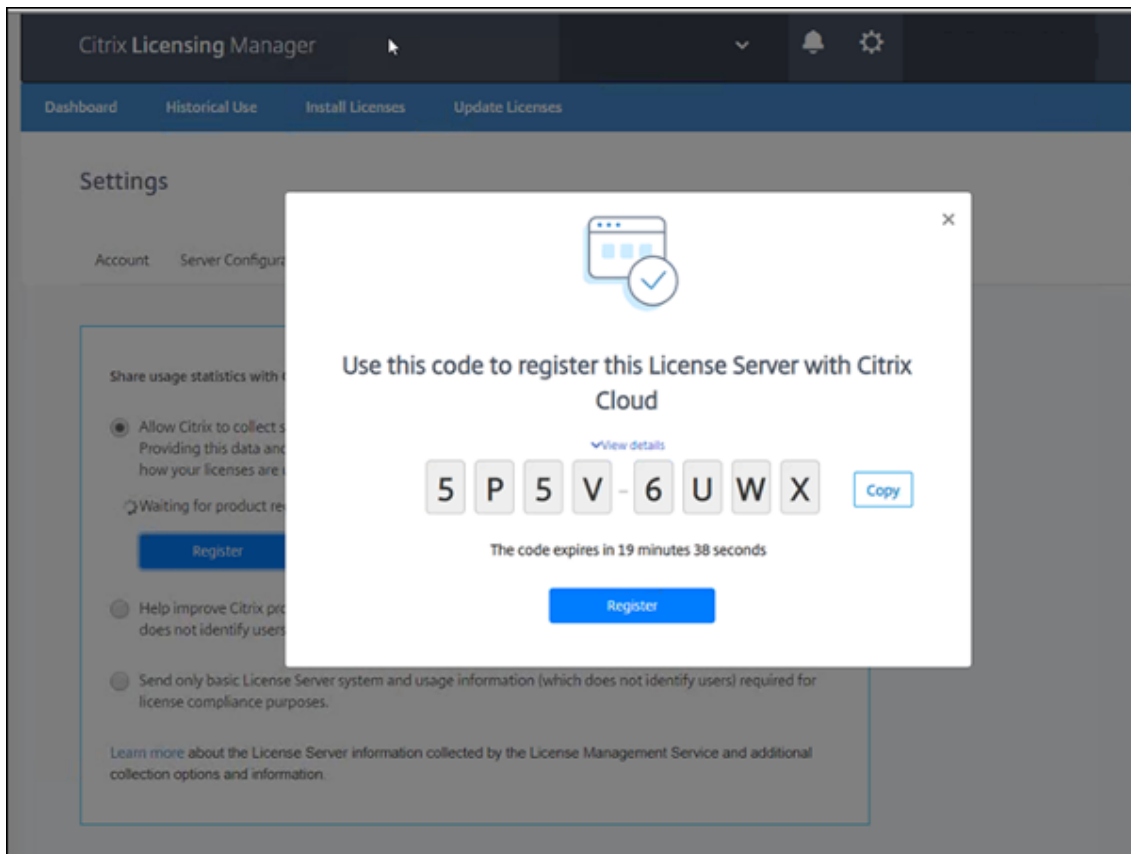 Citrix Licensing Manager
Dashboard Historical Use Install Licenses Update Licenses
Settings
Account Server
Share usage statistics with
Allow Citrix to collect
Providing this data and
how your licenses are
Waiting for product
Register
Help improve Citrix
does not identify users
Send only basic License Server system and usage information (which does not identify users) required for
license compliance purposes.
Learn more about the License Server information collected by the License Management Service and additional
collection options and information.
Use this code to register this License Server with Citrix
Cloud
View details
5 P 5 V - 6 U W X
Copy
The code expires in 19 minutes 38 seconds
Register